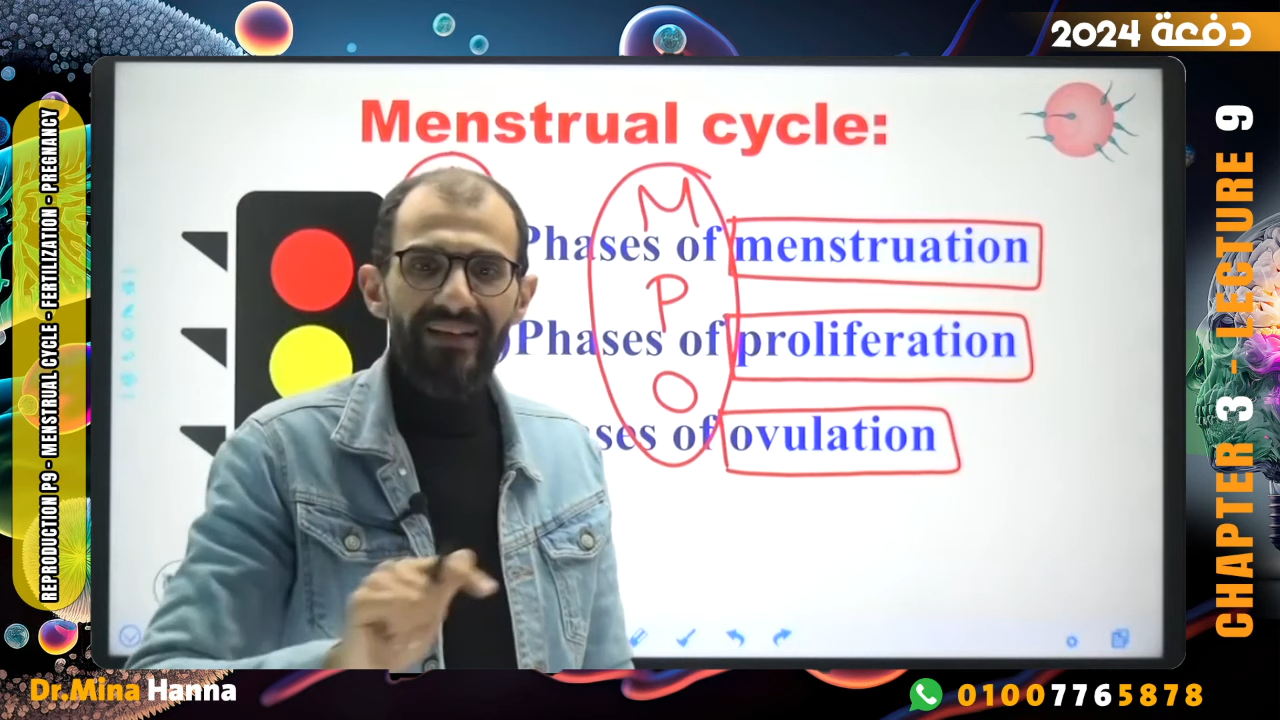 دفعة 2024
REPRODUCTION P9 - MENSTRUAL CYCLE - FERTILIZATION - PREGNANCY
Menstrual cycle:
M
Phases of menstruation
P
)Phases of proliferation
O
ses of ovulation
CHAPTER 3 - LECTURE 9
Dr.Mina Hanna
01007765878